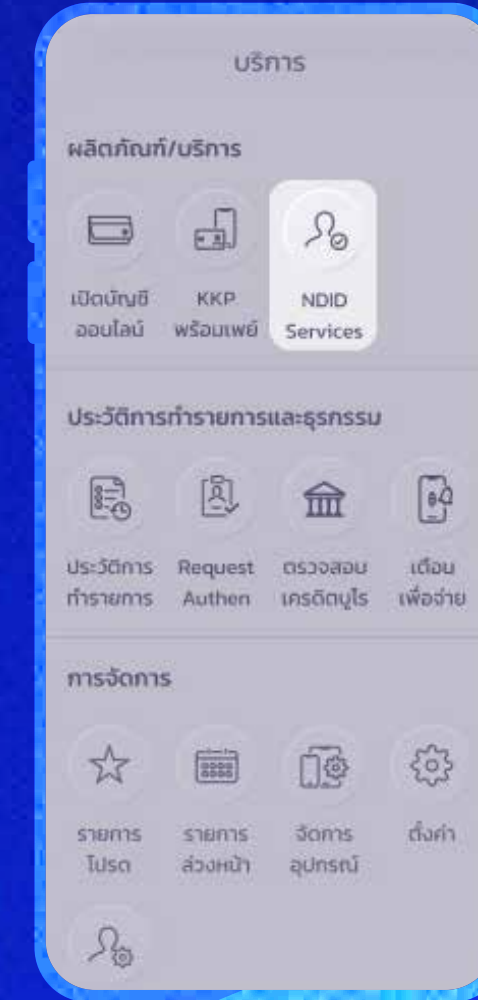 บริการ
ผลิตภัณฑ์/บริการ
เปิดบัญชี
ออนไลน์
KKP
พร้อมเพย์
NDID
Services
ประวัติการทำรายการและธุรกรรม
ประวัติการ
ทำรายการ
Request
Authen
ตรวจสอบ
เครดิตบูโร
เตือน
เพื่อจ่าย
การจัดการ
รายการ
โปรด
รายการ
ล่วงหน้า
จัดการ
อุปกรณ์
ตั้งค่า